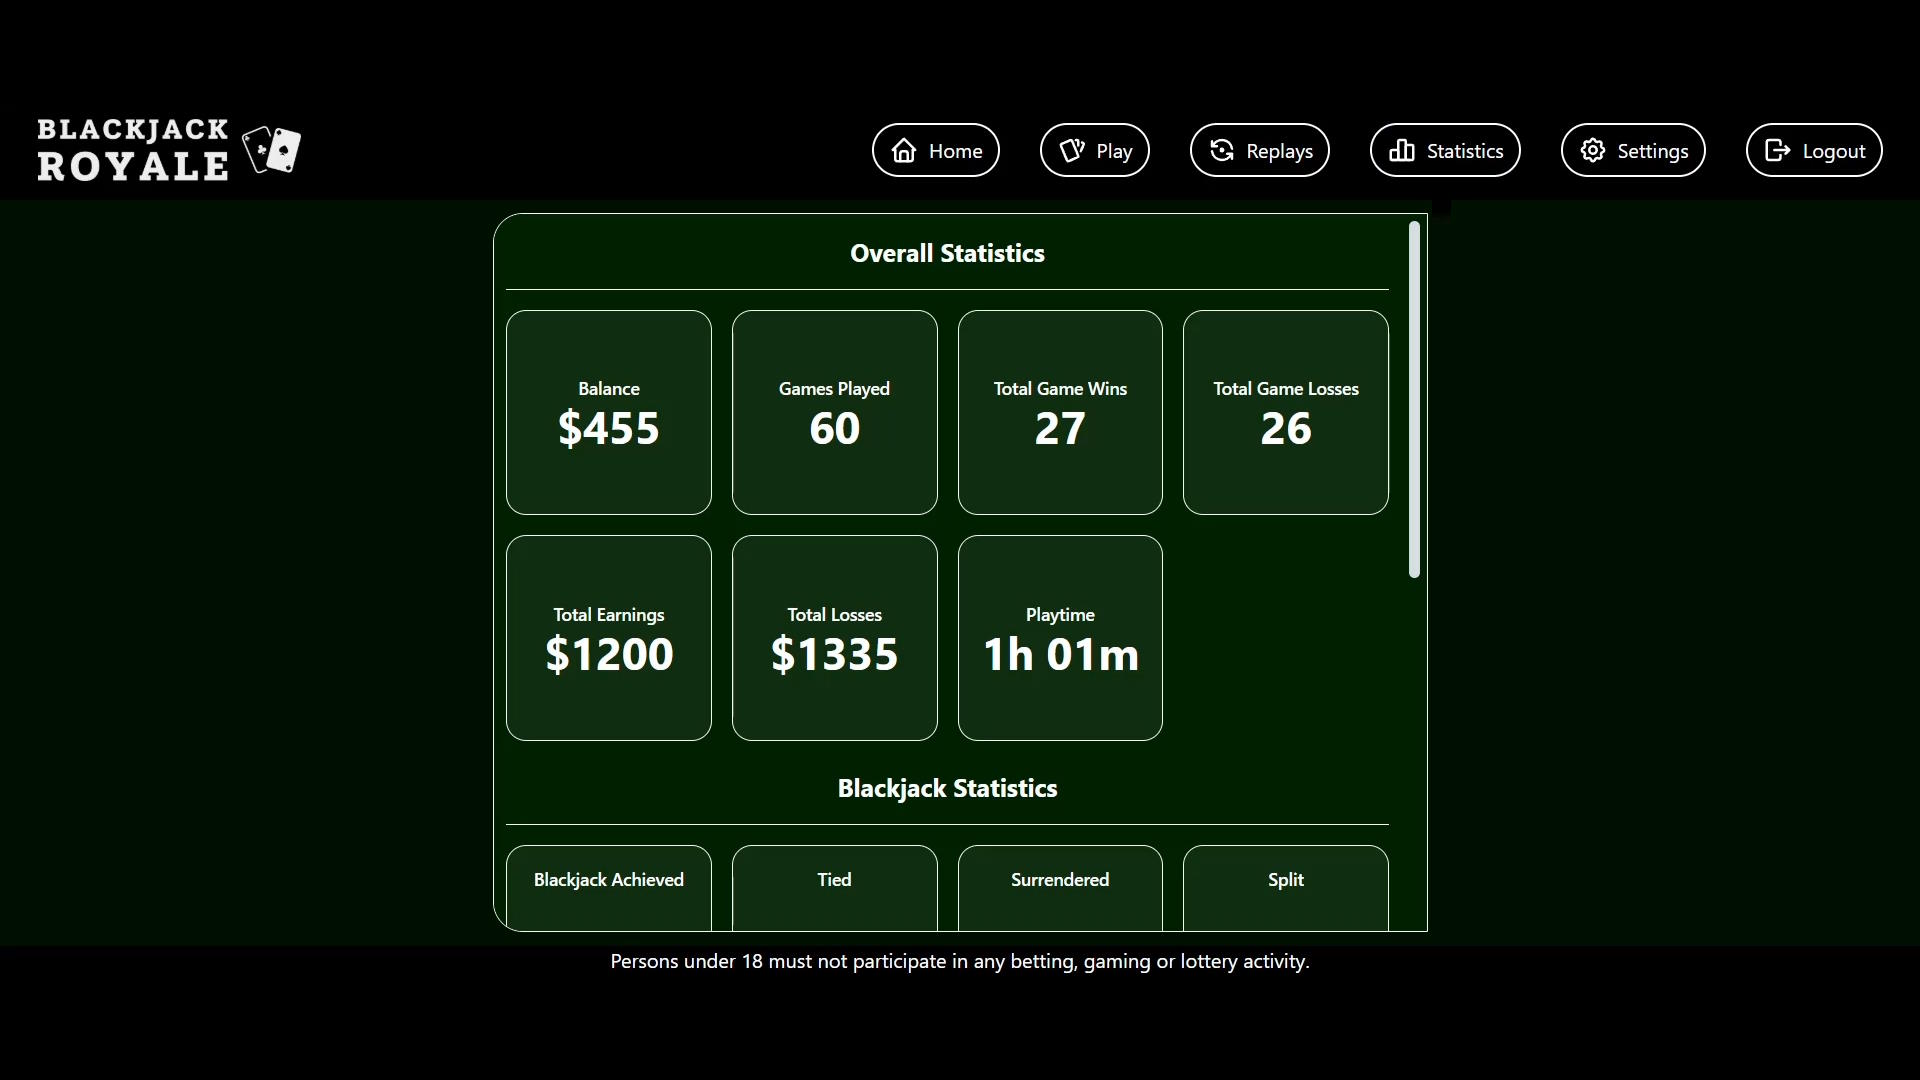 BLACKJACK
ROYALE
Home
Play
Replays
Statistics
Settings
Logout
Overall Statistics
Balance
$455
Games Played
60
Total Game Wins
27
Total Game Losses
26
Total Earnings
$1200
Total Losses
$1335
Playtime
1h 01m
Blackjack Statistics
Blackjack Achieved
Tied
Surrendered
Split
Persons under 18 must not participate in any betting, gaming or lottery activity.